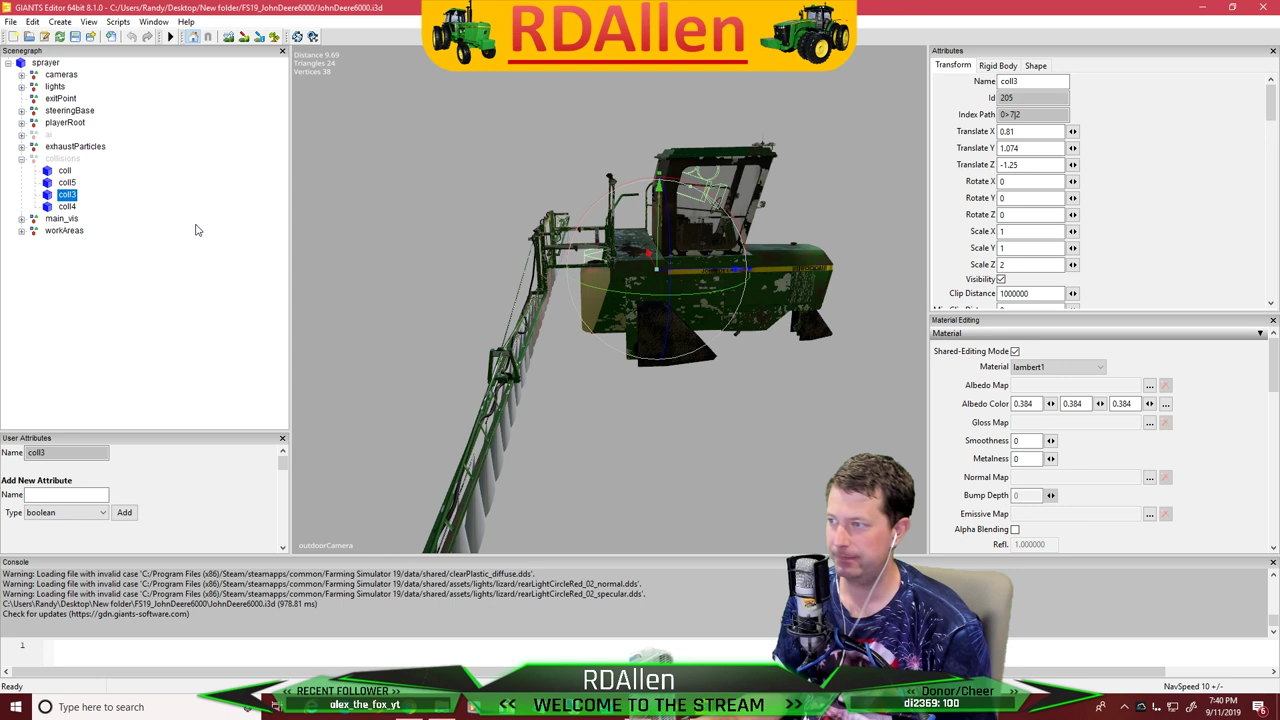 GIANTS Editor 64bit 8.1.0 - C:/Users/Randy/Desktop/New folder/FS19_JohnDeere6000/JohnDeere6000.i3d
File Edit Create View Scripts Window Help
RDAllen
Scenegraph
sprayer
cameras
lights
exitPoint
steeringBase
playerRoot
ai
exhaustParticles
collisions
coll
coll5
coll3
coll4
main_vis
workAreas
Distance 9.69
Triangles 24
Vertices 38
outdoorCamera
Attributes
Transform Rigid Body Shape
Name coll3
Id 205
Index Path 0>7|2
Translate X 0.81
Translate Y 1.074
Translate Z -1.25
Rotate X 0
Rotate Y 0
Rotate Z 0
Scale X 1
Scale Y 1
Scale Z 2
Visibility
Clip Distance 1000000
Material Editing
Material
Shared-Editing Mode
Material lambert1
Albedo Map ...
Albedo Color 0.384 0.384 0.384 ...
Gloss Map ...
Smoothness 0
Metalness 0
Normal Map ...
Bump Depth 0
Emissive Map ...
Alpha Blending
Refl. 1.000000
User Attributes
Name coll3
Add New Attribute
Name
Type boolean Add
Console
Warning: Loading file with invalid case 'C:/Program Files (x86)/Steam/steamapps/common/Farming Simulator 19/data/shared/clearPlastic_diffuse.dds'.
Warning: Loading file with invalid case 'C:/Program Files (x86)/Steam/steamapps/common/Farming Simulator 19/data/shared/assets/lights/lizard/rearLightCircleRed_02_normal.dds'.
Warning: Loading file with invalid case 'C:/Program Files (x86)/Steam/steamapps/common/Farming Simulator 19/data/shared/assets/lights/lizard/rearLightCircleRed_02_specular.dds'.
C:\Users\Randy\Desktop\New folder\FS19_JohnDeere6000\JohnDeere6000.i3d (978.81 ms)
Check for updates (https://gdn.giants-software.com)
1
Ready
NavSpeed 10 +/-
RDAllen
<< RECENT FOLLOWER >>
alex_the_fox_yt
<< WELCOME TO THE STREAM >>
<< Donor/Cheer >>
di2369: 100
Type here to search
7:40 PM
9/11/2019